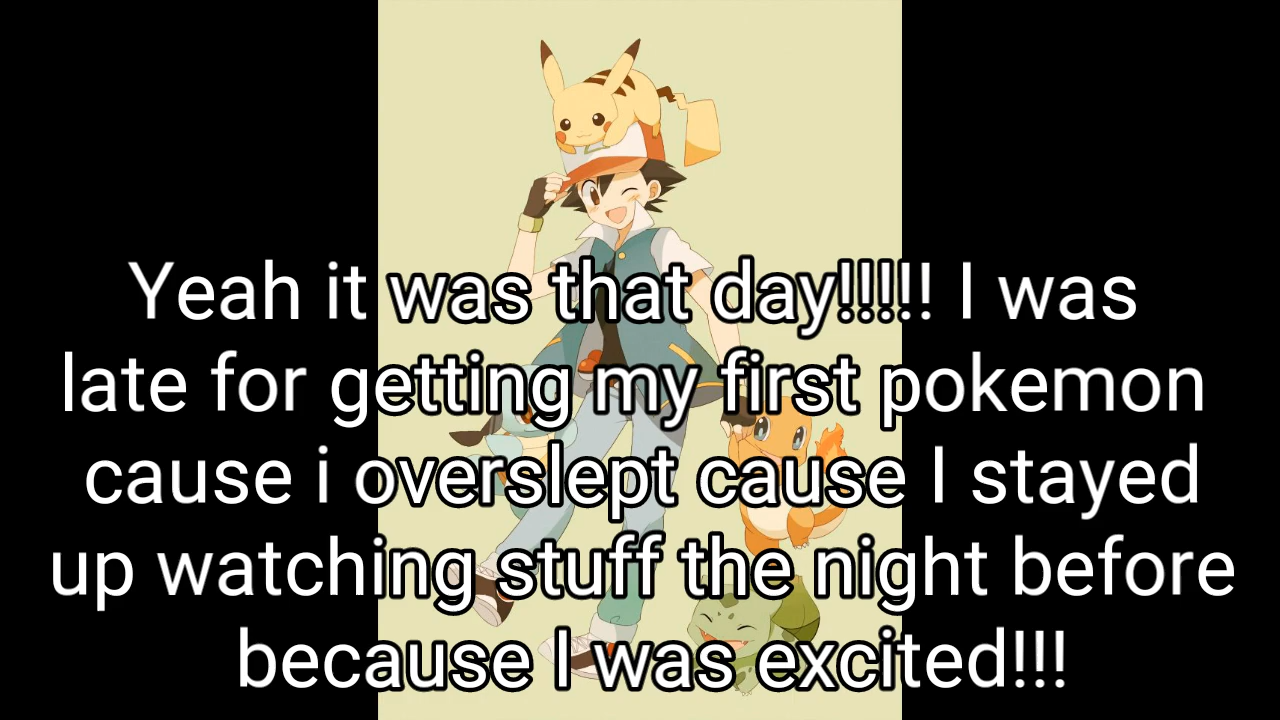 Yeah it was that day!!!!! I was
late for getting my first pokemon
cause i overslept cause I stayed
up watching stuff the night before
because I was excited!!!